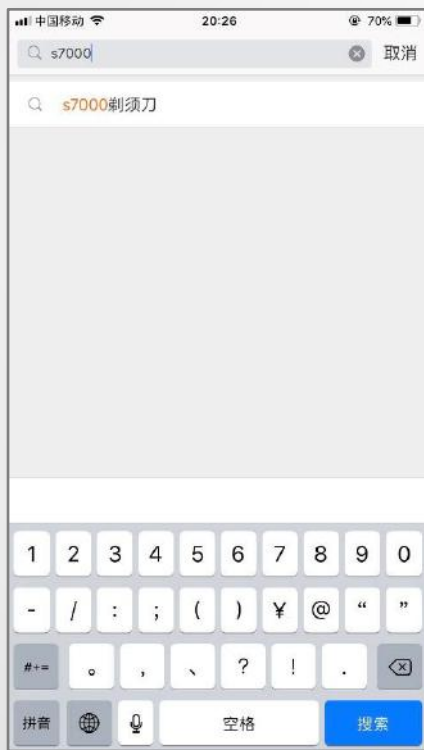 中国移动 20:26 70%
s7000 取消
s7000剃须刀
1 2 3 4 5 6 7 8 9 0
- / : ; ( ) ¥ @ “ ”
#+= 。 , 、 ? ! .
拼音 空格 搜索